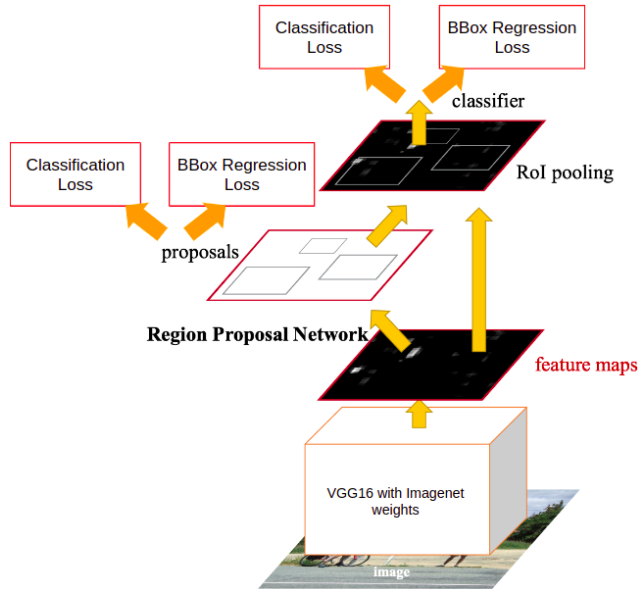 Classification
Loss
BBox Regression
Loss
classifier
RoI pooling
Classification
Loss
BBox Regression
Loss
proposals
Region Proposal Network
feature maps
VGG16 with Imagenet
weights
image